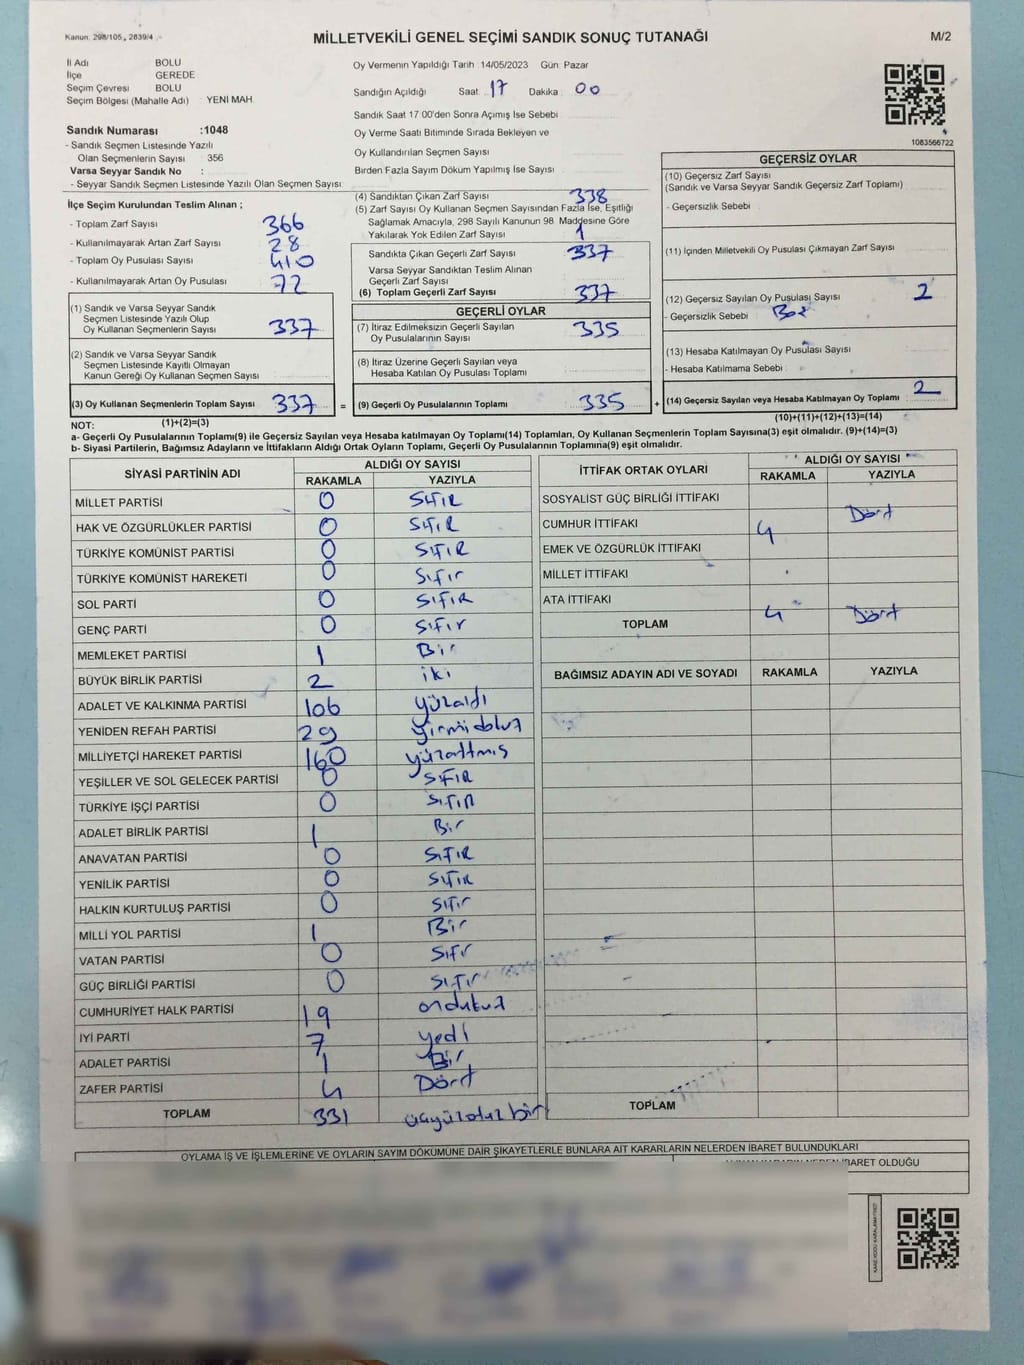 Kanun: 298/105, 2839/4
MİLLETVEKİLİ GENEL SEÇİMİ SANDIK SONUÇ TUTANAĞI
M/2
İl Adı BOLU
İlçe GEREDE
Seçim Çevresi BOLU
Seçim Bölgesi (Mahalle Adı) YENİ MAH.
Sandık Numarası :1048
- Sandık Seçmen Listesinde Yazılı
Olan Seçmenlerin Sayısı 356
Varsa Seyyar Sandık No :
- Seyyar Sandık Seçmen Listesinde Yazılı Olan Seçmen Sayısı
İlçe Seçim Kurulundan Teslim Alınan ;
- Toplam Zarf Sayısı 366
- Kullanılmayarak Artan Zarf Sayısı 28
- Toplam Oy Pusulası Sayısı 410
- Kullanılmayarak Artan Oy Pusulası 72
(1) Sandık ve Varsa Seyyar Sandık
Seçmen Listesinde Yazılı Olup
Oy Kullanan Seçmenlerin Sayısı 337
(2) Sandık ve Varsa Seyyar Sandık
Seçmen Listesinde Kayıtlı Olmayan
Kanun Gereği Oy Kullanan Seçmen Sayısı
(3) Oy Kullanan Seçmenlerin Toplam Sayısı 337 =
Oy Vermenin Yapıldığı Tarih :14/05/2023 Gün: Pazar
Sandığın Açıldığı Saat: 17 Dakika : 00
Sandık Saat 17 00'den Sonra Açımış İse Sebebi
Oy Verme Saati Bitiminde Sırada Bekleyen ve
Oy Kullandırılan Seçmen Sayısı
Birden Fazla Sayım Döküm Yapılmış İse Sayısı
(4) Sandıktan Çıkan Zarf Sayısı 338
(5) Zarf Sayısı Oy Kullanan Seçmen Sayısından Fazla İse, Eşitliği
Sağlamak Amacıyla, 298 Sayılı Kanunun 98. Maddesine Göre
Yakılarak Yok Edilen Zarf Sayısı 1
Sandıkta Çıkan Geçerli Zarf Sayısı 337
Varsa Seyyar Sandıktan Teslim Alınan
Geçerli Zarf Sayısı
(6) Toplam Geçerli Zarf Sayısı 337
GEÇERLİ OYLAR
(7) İtiraz Edilmeksizin Geçerli Sayılan
Oy Pusulalarının Sayısı 335
(8) İtiraz Üzerine Geçerli Sayılan veya
Hesaba Katılan Oy Pusulası Toplamı
(9) Geçerli Oy Pusulalarının Toplamı 335 +
1083566722
GEÇERSİZ OYLAR
(10) Geçersiz Zarf Sayısı
(Sandık ve Varsa Seyyar Sandık Geçersiz Zarf Toplamı)
- Geçersizlik Sebebi
(11) İçinden Milletvekili Oy Pusulası Çıkmayan Zarf Sayısı
(12) Geçersiz Sayılan Oy Pusulası Sayısı 2
- Geçersizlik Sebebi Boş
(13) Hesaba Katılmayan Oy Pusulası Sayısı
- Hesaba Katılmama Sebebi
(14) Geçersiz Sayılan veya Hesaba Katılmayan Oy Toplamı 2
NOT: (1)+(2)=(3)
(10)+(11)+(12)+(13)=(14)
a- Geçerli Oy Pusulalarının Toplamı(9) ile Geçersiz Sayılan veya Hesaba katılmayan Oy Toplamı(14) Toplamları, Oy Kullanan Seçmenlerin Toplam Sayısına(3) eşit olmalıdır. (9)+(14)=(3)
b- Siyasi Partilerin, Bağımsız Adayların ve İttifakların Aldığı Ortak Oyların Toplamı, Geçerli Oy Pusulalarının Toplamına(9) eşit olmalıdır.
SİYASİ PARTİNİN ADI ALDIĞI OY SAYISI
RAKAMLA YAZIYLA
MİLLET PARTİSİ 0 SIFIR
HAK VE ÖZGÜRLÜKLER PARTİSİ 0 SIFIR
TÜRKİYE KOMÜNİST PARTİSİ 0 SIFIR
TÜRKİYE KOMÜNİST HAREKETİ 0 Sıfır
SOL PARTİ 0 SIFIR
GENÇ PARTİ 0 SIFIR
MEMLEKET PARTİSİ 1 Bir
BÜYÜK BİRLİK PARTİSİ 2 iki
ADALET VE KALKINMA PARTİSİ 106 yüzaldı
YENİDEN REFAH PARTİSİ 29 Yirmidokuz
MİLLİYETÇİ HAREKET PARTİSİ 160 yüzaltmış
YEŞİLLER VE SOL GELECEK PARTİSİ 0 SIFIR
TÜRKİYE İŞÇİ PARTİSİ 0 SIFIR
ADALET BİRLİK PARTİSİ 1 Bir
ANAVATAN PARTİSİ 0 SIFIR
YENİLİK PARTİSİ 0 SIFIR
HALKIN KURTULUŞ PARTİSİ 0 SIFIR
MİLLİ YOL PARTİSİ 1 Bir
VATAN PARTİSİ 0 Sıfır
GÜÇ BİRLİĞİ PARTİSİ 0 SIFIR
CUMHURİYET HALK PARTİSİ 19 ondokuz
İYİ PARTİ 7 yedi
ADALET PARTİSİ 1 Bir
ZAFER PARTİSİ 4 Dört
TOPLAM 331 üçyüzotuzbir
İTTİFAK ORTAK OYLARI ALDIĞI OY SAYISI
RAKAMLA YAZIYLA
SOSYALİST GÜÇ BİRLİĞİ İTTİFAKI
CUMHUR İTTİFAKI 4 Dört
EMEK VE ÖZGÜRLÜK İTTİFAKI
MİLLET İTTİFAKI
ATA İTTİFAKI
TOPLAM 4 Dört
BAĞIMSIZ ADAYIN ADI VE SOYADI RAKAMLA YAZIYLA
TOPLAM
OYLAMA İŞ VE İŞLEMLERİNE VE OYLARIN SAYIM DÖKÜMÜNE DAİR ŞİKAYETLERLE BUNLARA AİT KARARLARIN NELERDEN İBARET BULUNDUKLARI
İBARET OLDUĞU